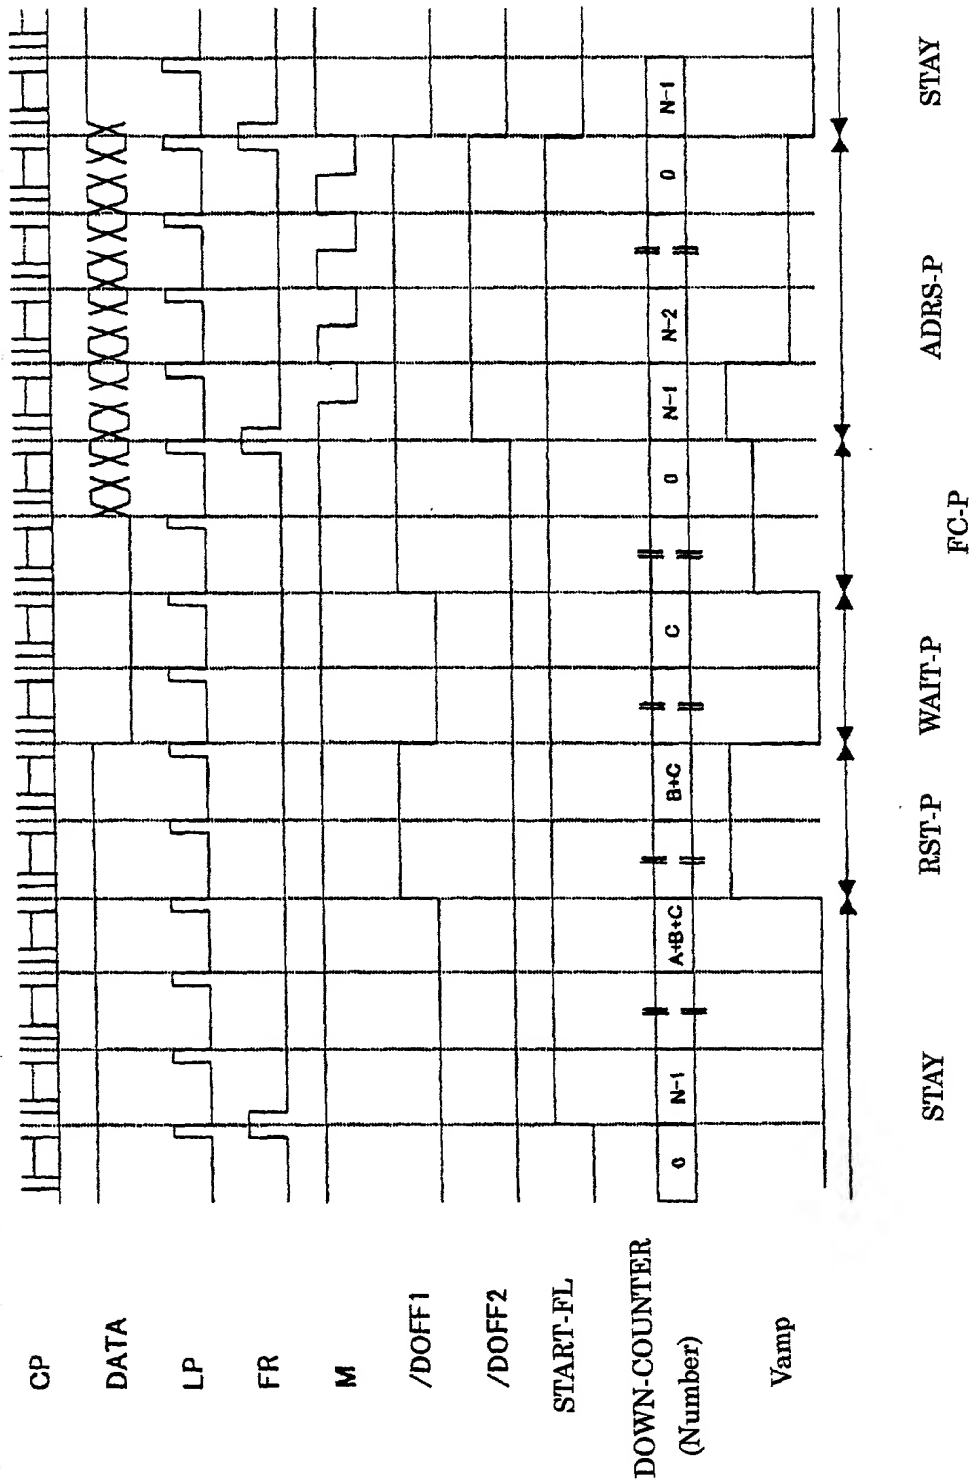 CP
DATA
LP
FR
M
/DOFF1
/DOFF2
START-FL
DOWN-COUNTER
(Number)
0 N-1 A+B+C B+C C 0 N-1 N-2 0 N-1
Vamp
STAY RST-P WAIT-P FC-P ADRS-P STAY